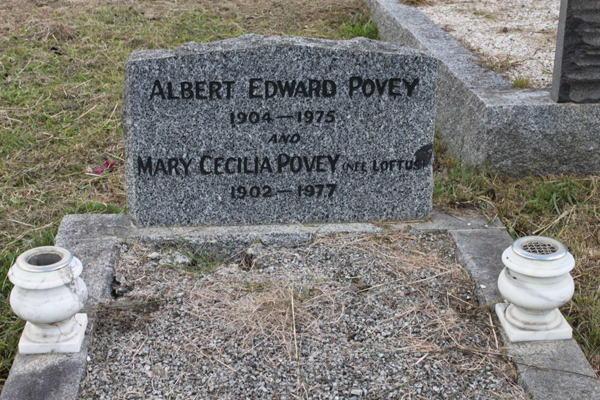 ALBERT EDWARD POVEY
1904—1975
AND
MARY CECILIA POVEY (NEE LOFTUS)
1902—1977